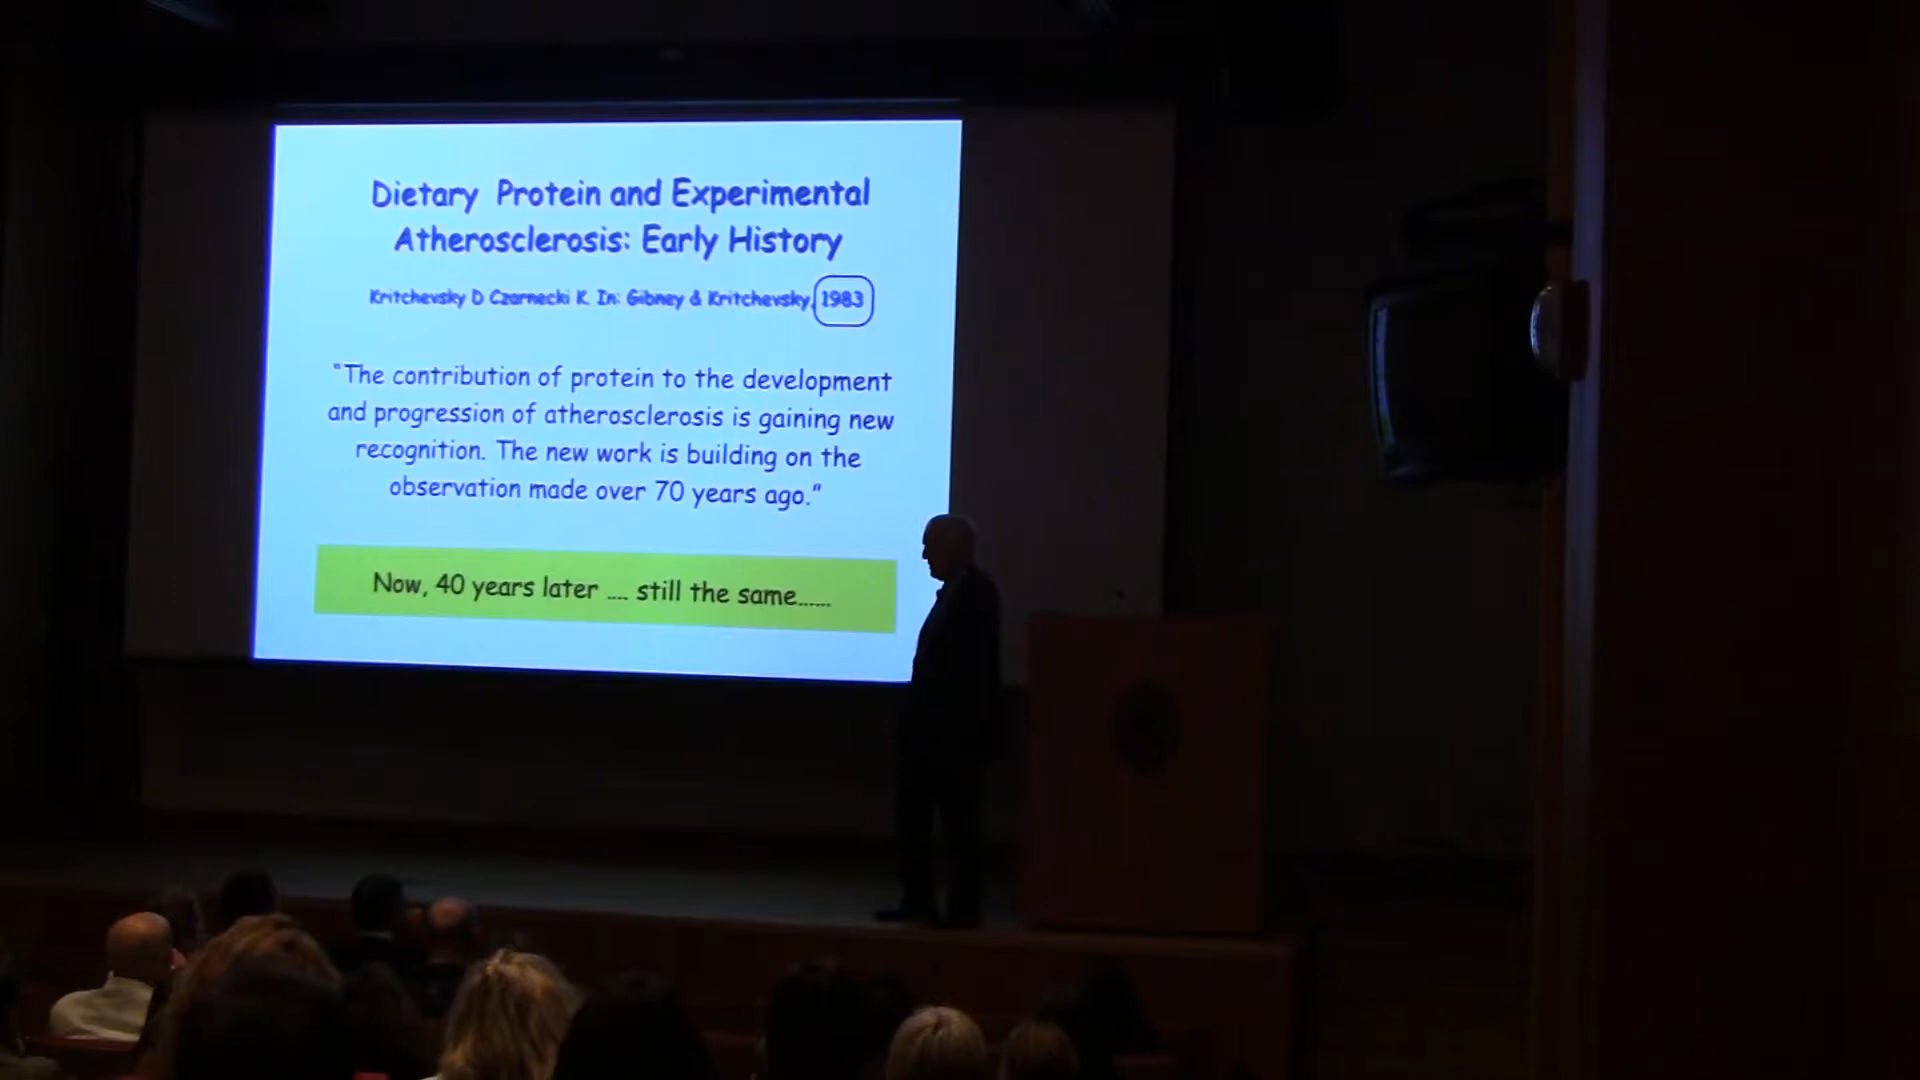 Dietary Protein and Experimental
Atherosclerosis: Early History
Kritchevsky D Czarnecki K. In: Gibney & Kritchevsky, 1983
"The contribution of protein to the development
and progression of atherosclerosis is gaining new
recognition. The new work is building on the
observation made over 70 years ago."
Now, 40 years later .... still the same......